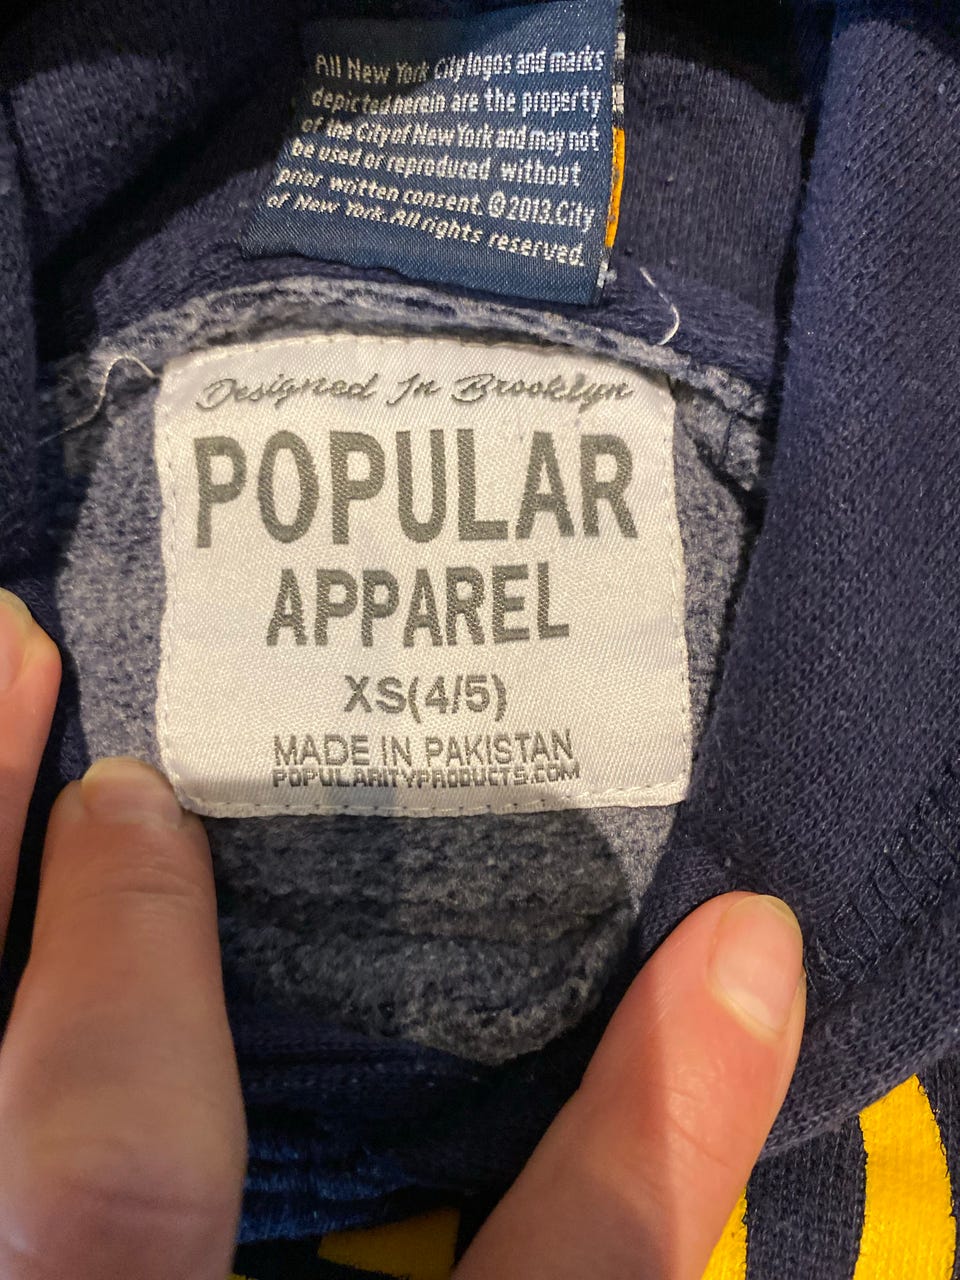 All New York City logos and marks
depicted herein are the property
of the City of New York and may not
be used or reproduced without
prior written consent. ©2013. City
of New York. All rights reserved.
Designed In Brooklyn
POPULAR
APPAREL
XS(4/5)
MADE IN PAKISTAN
POPULARITYPRODUCTS.COM